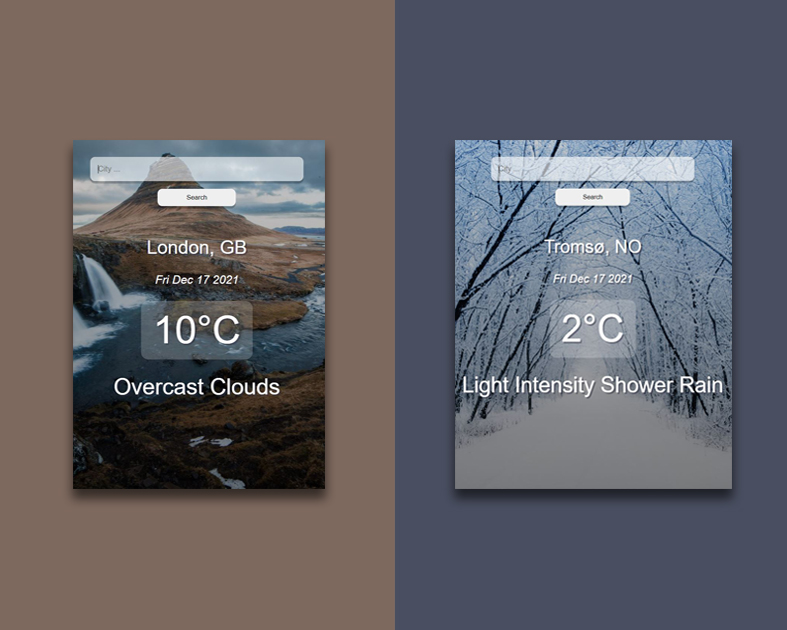 City ...
Search
London, GB
Fri Dec 17 2021
10°C
Overcast Clouds
City ...
Search
Tromsø, NO
Fri Dec 17 2021
2°C
Light Intensity Shower Rain